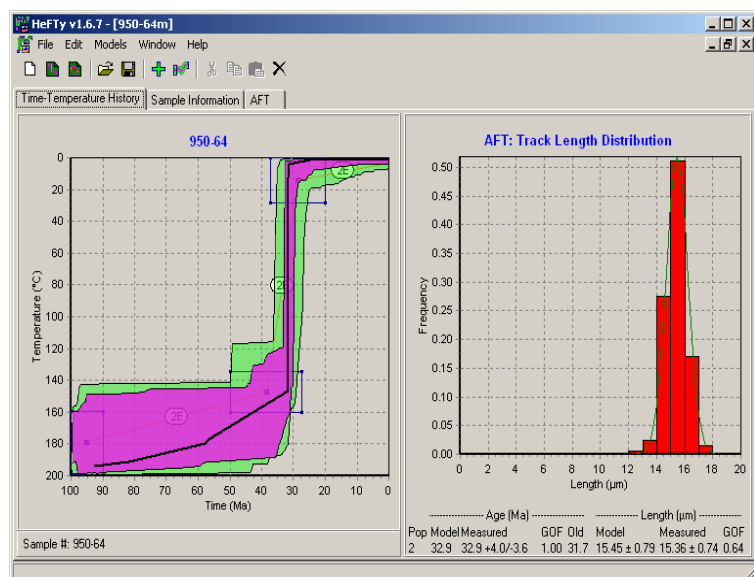 HeFTy v1.6.7 - [950-64m]
File Edit Models Window Help
Time-Temperature History Sample Information AFT
950-64
Temperature (°C)
0
20
40
60
80
100
120
140
160
180
200
2E
2E
2E
100 90 80 70 60 50 40 30 20 10 0
Time (Ma)
Sample #: 950-64
AFT: Track Length Distribution
Frequency
0.50
0.45
0.40
0.35
0.30
0.25
0.20
0.15
0.10
0.05
0.00
0 2 4 6 8 10 12 14 16 18 20
Length (µm)
Age (Ma) Length (µm)
Pop Model Measured GOF Old Model Measured GOF
2 32.9 32.9 +4.0/-3.6 1.00 31.7 15.45 ± 0.79 15.36 ± 0.74 0.64